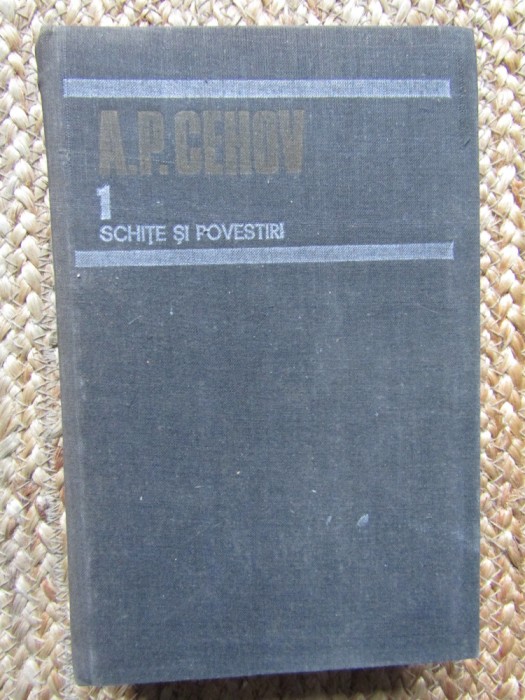 A.P. CEHOV
1
SCHIȚE ȘI POVESTIRI